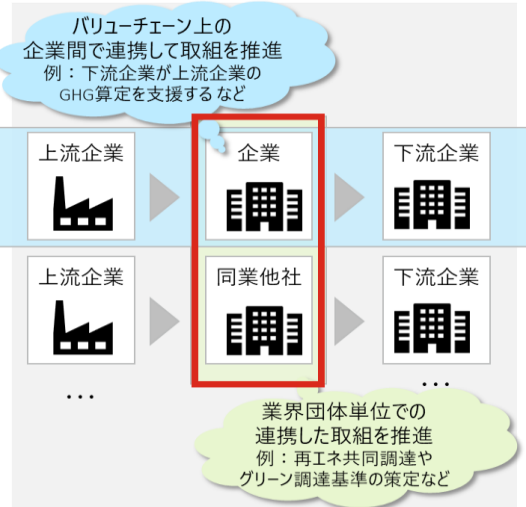 バリューチェーン上の
企業間で連携して取組を推進
例：下流企業が上流企業の
GHG算定を支援するなど
上流企業
企業
下流企業
上流企業
同業他社
下流企業
...
...
業界団体単位での
連携した取組を推進
例：再エネ共同調達や
グリーン調達基準の策定など